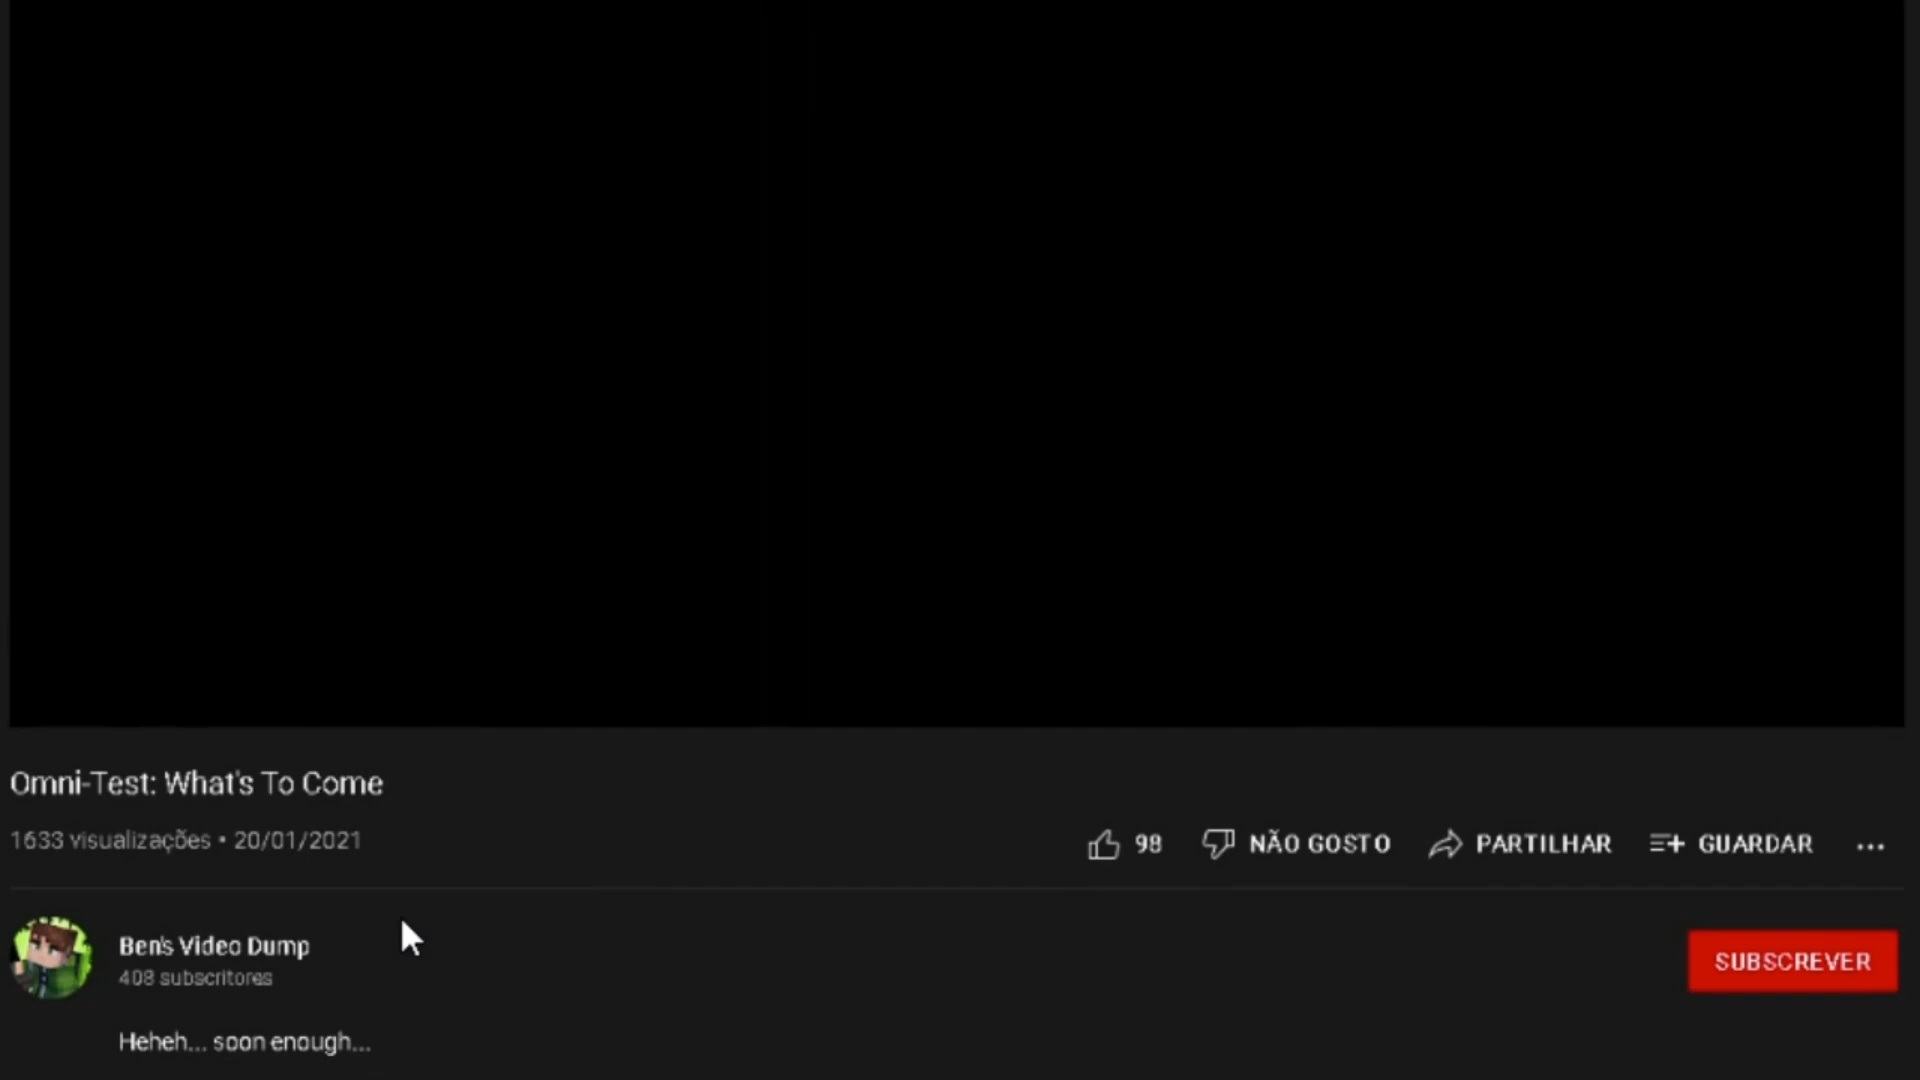 Omni-Test: What's To Come
1633 visualizações • 20/01/2021
98 NÃO GOSTO PARTILHAR GUARDAR ...
Ben's Video Dump
408 subscritores
SUBSCREVER
Heheh... soon enough...